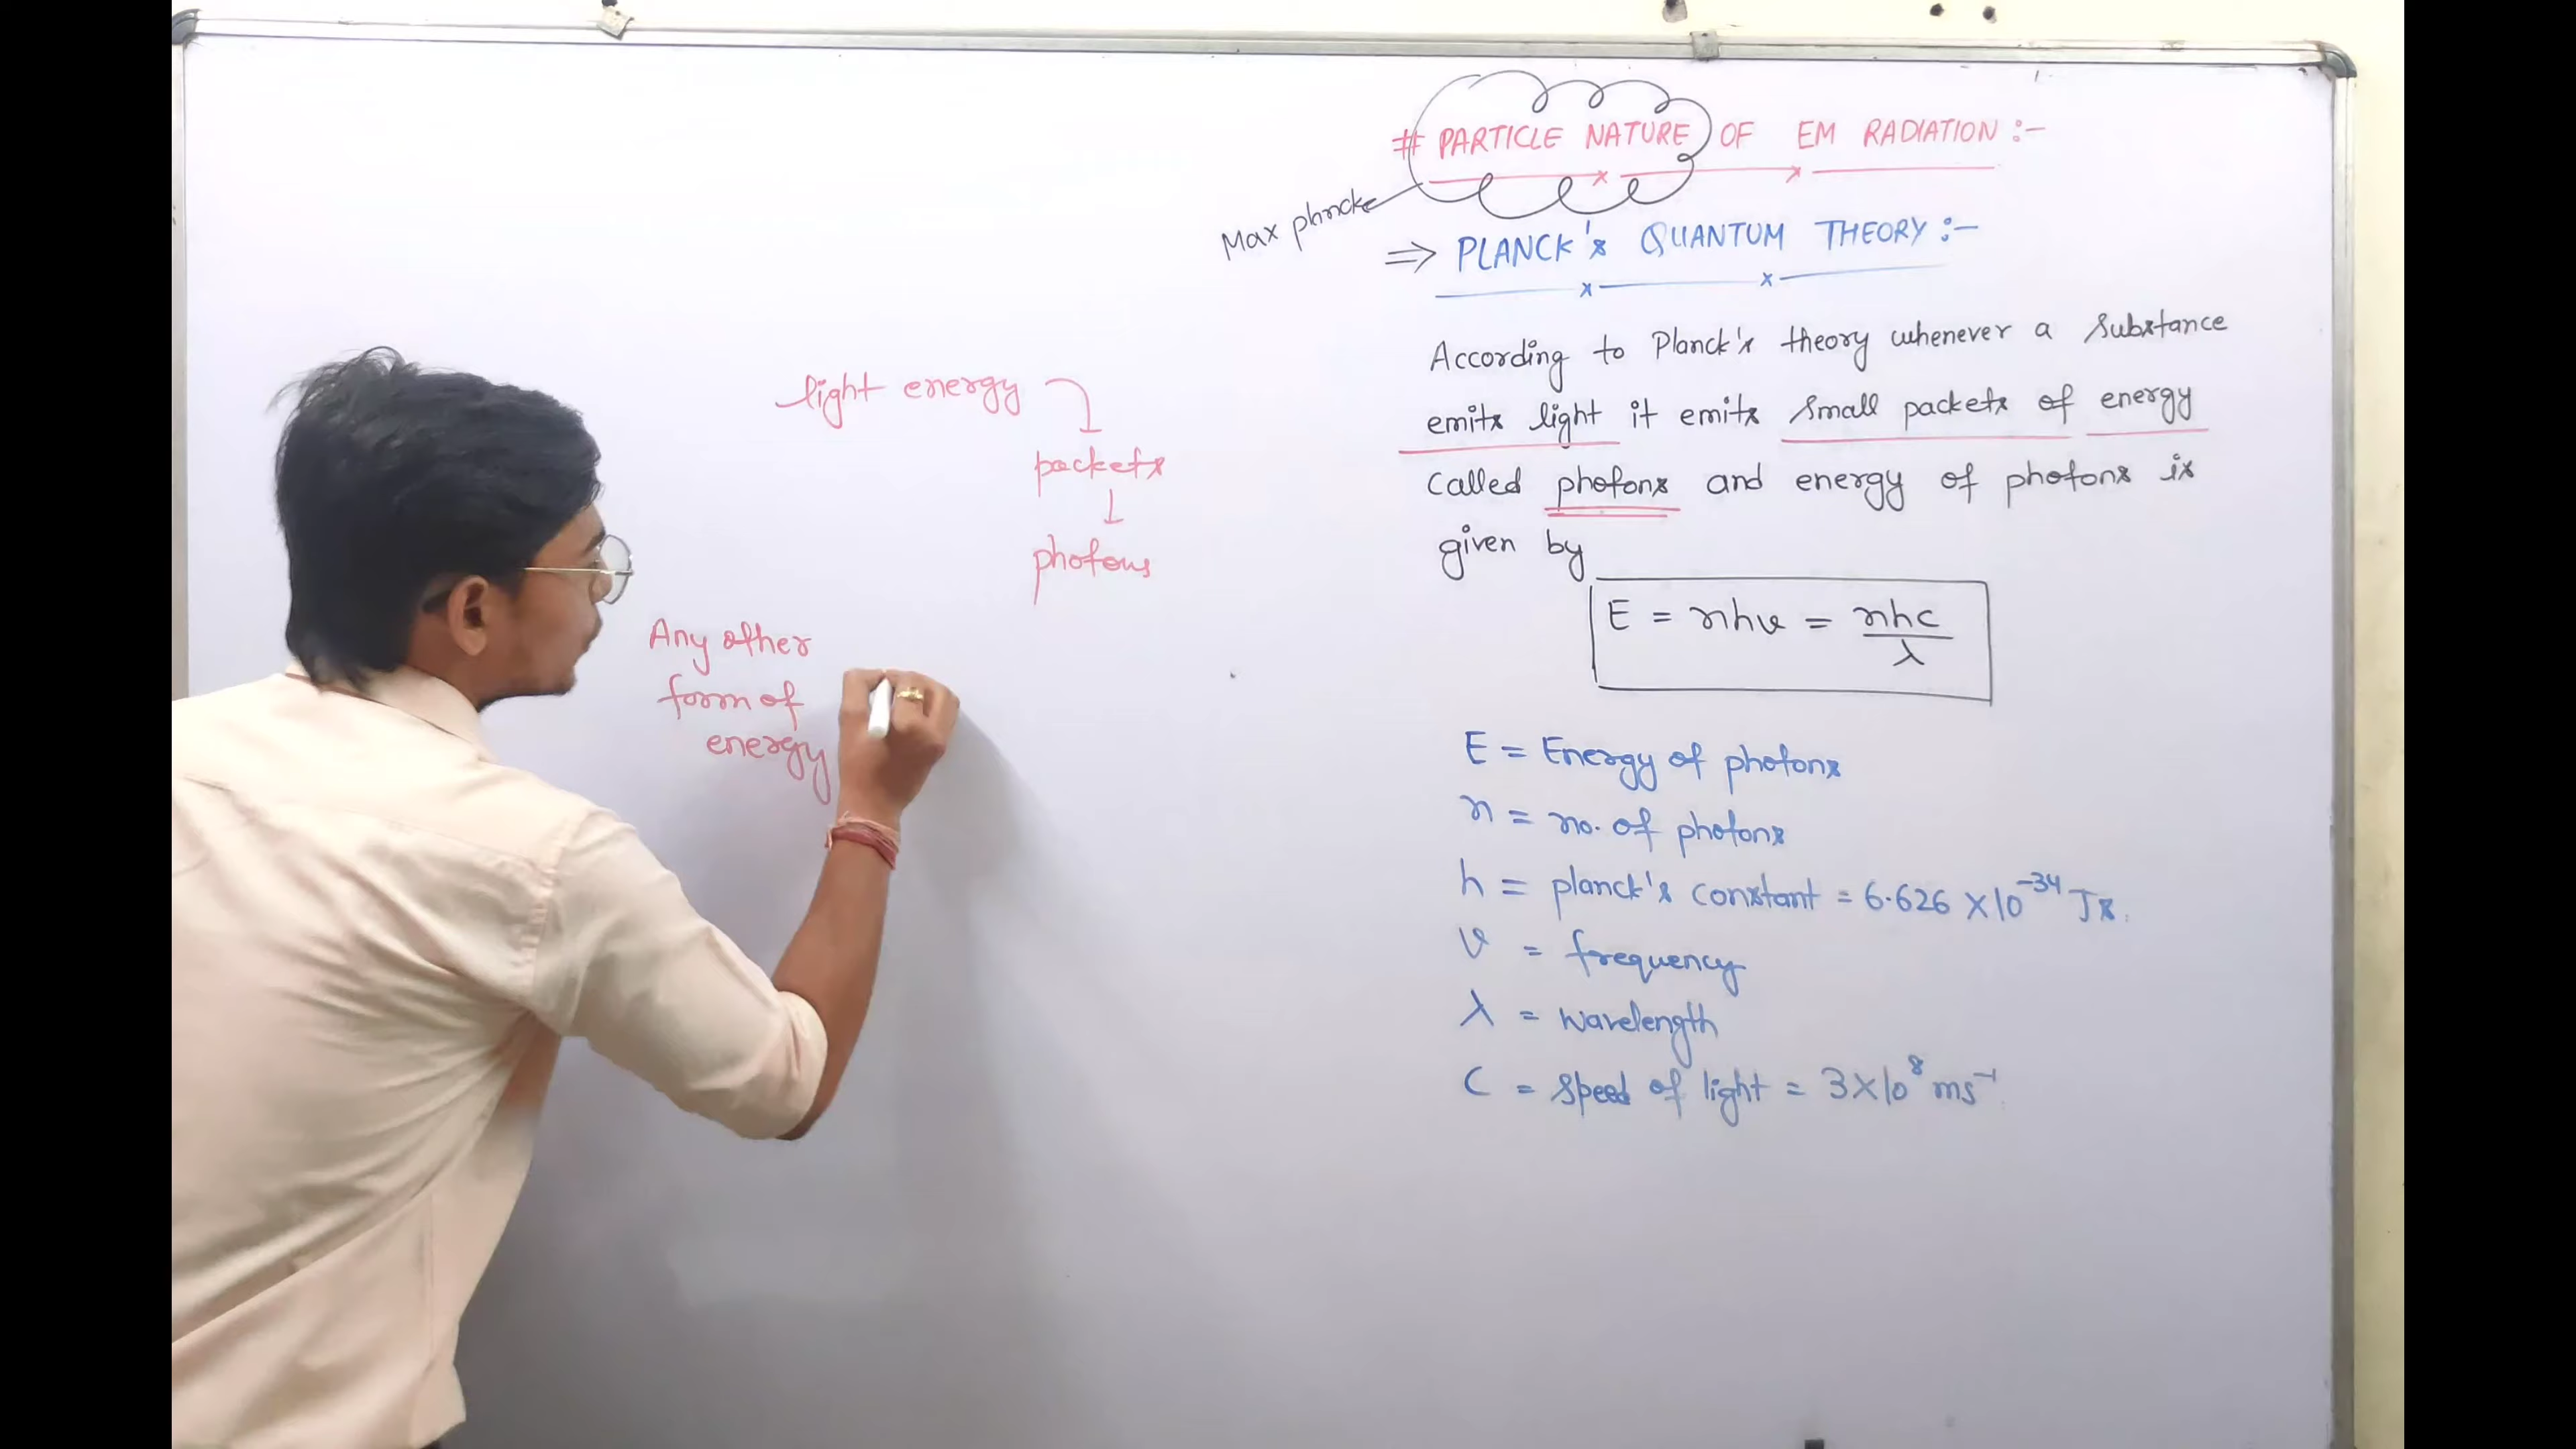 # PARTICLE NATURE OF EM RADIATION :-
Max planck
⇒ PLANCK's QUANTUM THEORY :-
According to Planck's theory whenever a substance
emits light it emits small packets of energy
called photons and energy of photons is
given by
E = nhν = nhc/λ
E = Energy of photons
n = no. of photons
h = planck's constant = 6.626 × 10⁻³⁴ Js.
ν = frequency
λ = wavelength
C = speed of light = 3×10⁸ ms⁻¹
light energy
packets
↓
photons
Any other
form of
energy